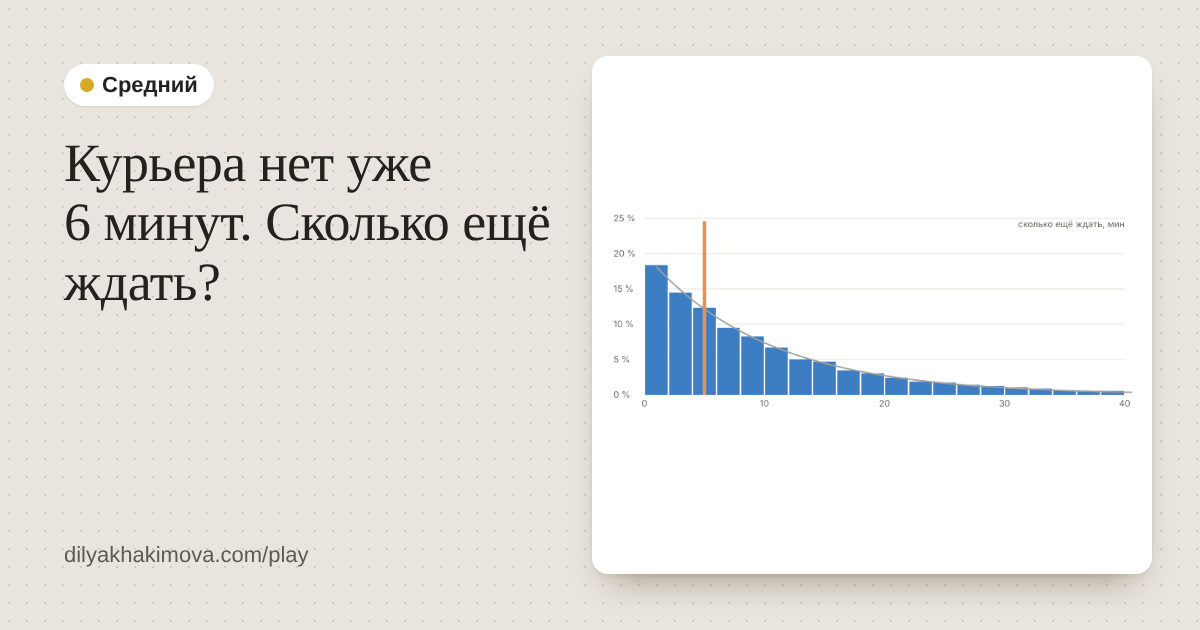 Средний
Курьера нет уже
6 минут. Сколько ещё
ждать?
dilyakhakimova.com/play
сколько ещё ждать, мин
25 %
20 %
15 %
10 %
5 %
0 %
0 10 20 30 40